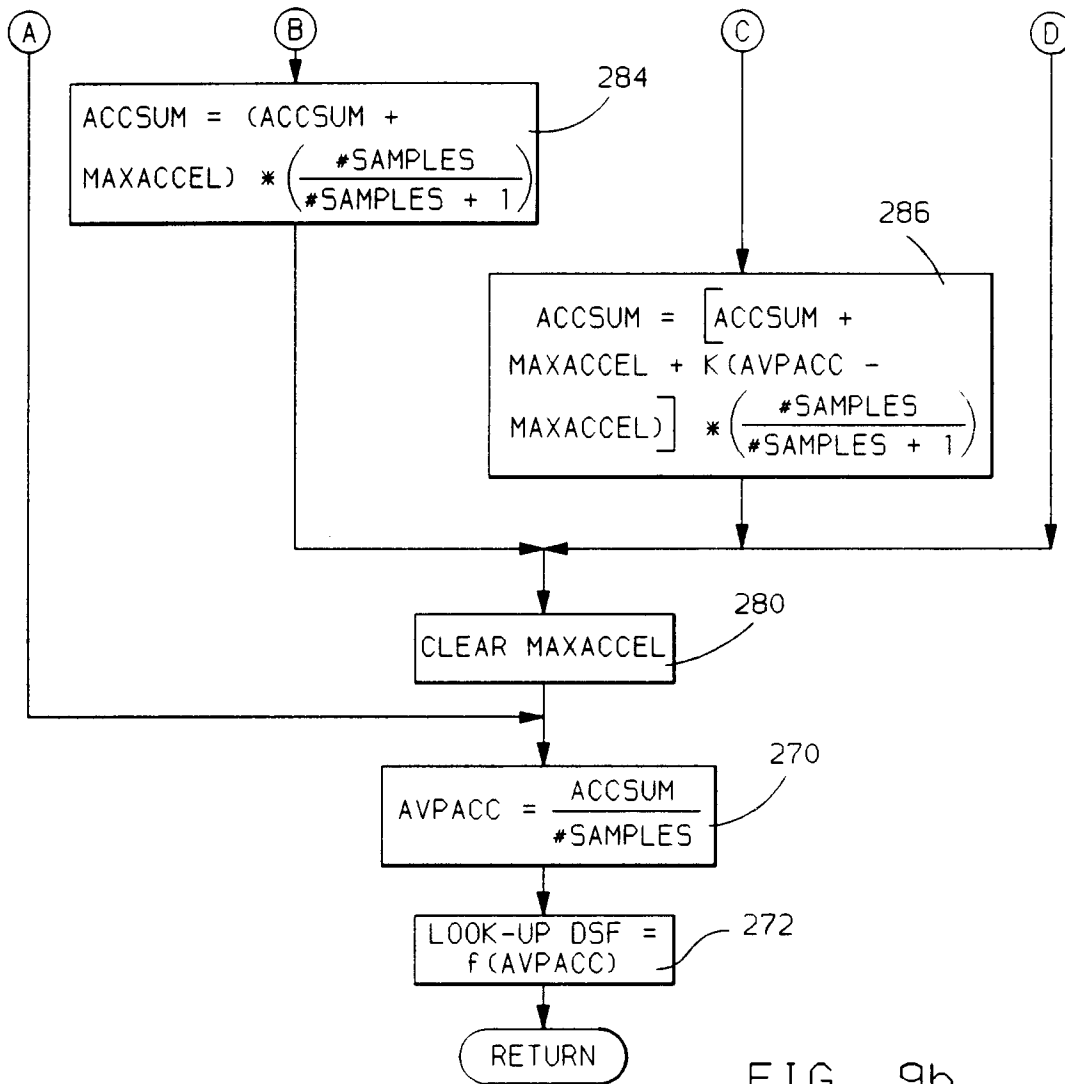 A
B
C
D
284
ACCSUM = (ACCSUM +
MAXACCEL) * (#SAMPLES / #SAMPLES + 1)
286
ACCSUM = [ACCSUM +
MAXACCEL + K(AVPACC -
MAXACCEL)] * (#SAMPLES / #SAMPLES + 1)
280
CLEAR MAXACCEL
270
AVPACC = ACCSUM / #SAMPLES
272
LOOK-UP DSF =
f(AVPACC)
RETURN
FIG. 9b